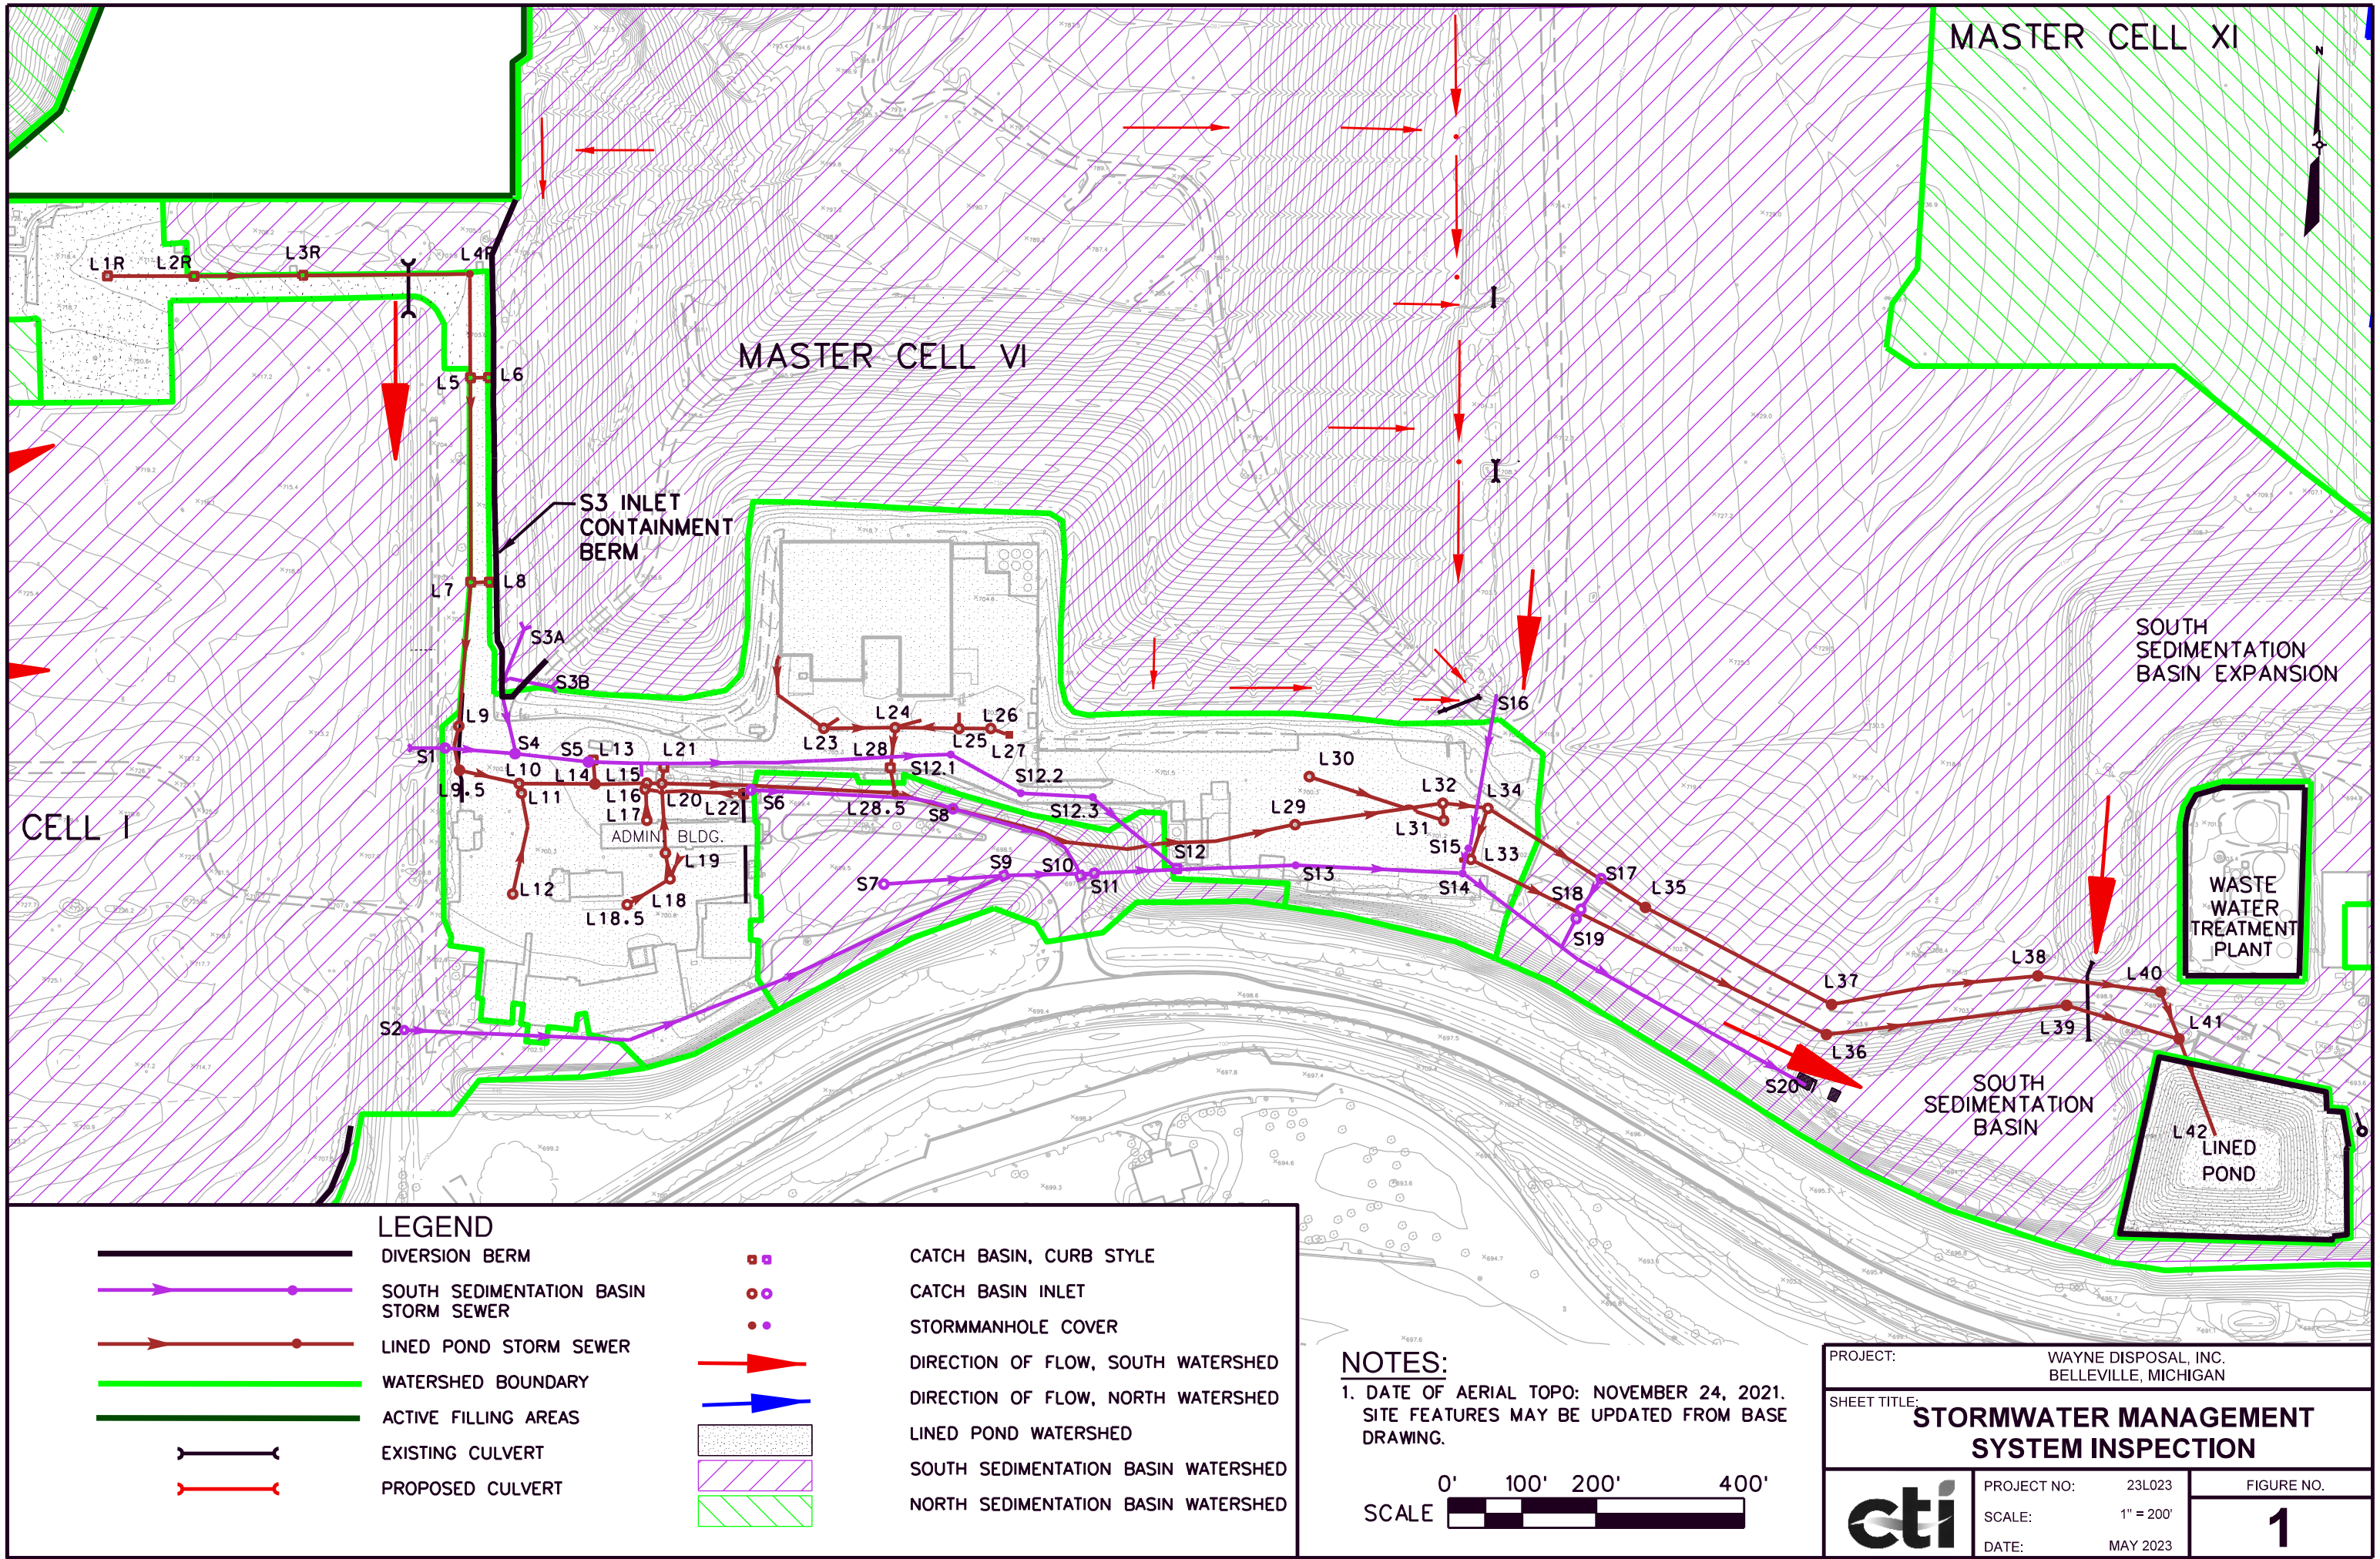 MASTER CELL XI
N
L1R
L2R
L3R
L4R
L5
L6
MASTER CELL VI
S3 INLET
CONTAINMENT
BERM
L7
L8
S3A
S3B
SOUTH
SEDIMENTATION
BASIN EXPANSION
L9
S1
S4
S5
L13
L21
L23
L24
L28
L25
L26
L27
S16
L9.5
L10
L11
L14
L15
L16
L17
L20
L22
S6
S12.1
L28.5
S8
S12.2
S12.3
L30
L29
L32
L31
L34
CELL I
ADMIN. BLDG.
L19
L12
L18
L18.5
S7
S9
S10
S11
S12
S13
S15
L33
S14
S17
S18
S19
L35
WASTE
WATER
TREATMENT
PLANT
S2
L37
L38
L40
L39
L41
L36
S20
SOUTH
SEDIMENTATION
BASIN
L42
LINED
POND
LEGEND
DIVERSION BERM
SOUTH SEDIMENTATION BASIN
STORM SEWER
LINED POND STORM SEWER
WATERSHED BOUNDARY
ACTIVE FILLING AREAS
EXISTING CULVERT
PROPOSED CULVERT
CATCH BASIN, CURB STYLE
CATCH BASIN INLET
STORMMANHOLE COVER
DIRECTION OF FLOW, SOUTH WATERSHED
DIRECTION OF FLOW, NORTH WATERSHED
LINED POND WATERSHED
SOUTH SEDIMENTATION BASIN WATERSHED
NORTH SEDIMENTATION BASIN WATERSHED
NOTES:
1. DATE OF AERIAL TOPO: NOVEMBER 24, 2021.
SITE FEATURES MAY BE UPDATED FROM BASE
DRAWING.
0' 100' 200' 400'
SCALE
PROJECT:
WAYNE DISPOSAL, INC.
BELLEVILLE, MICHIGAN
SHEET TITLE:
STORMWATER MANAGEMENT
SYSTEM INSPECTION
cti
PROJECT NO: 23L023
SCALE: 1" = 200'
DATE: MAY 2023
FIGURE NO.
1